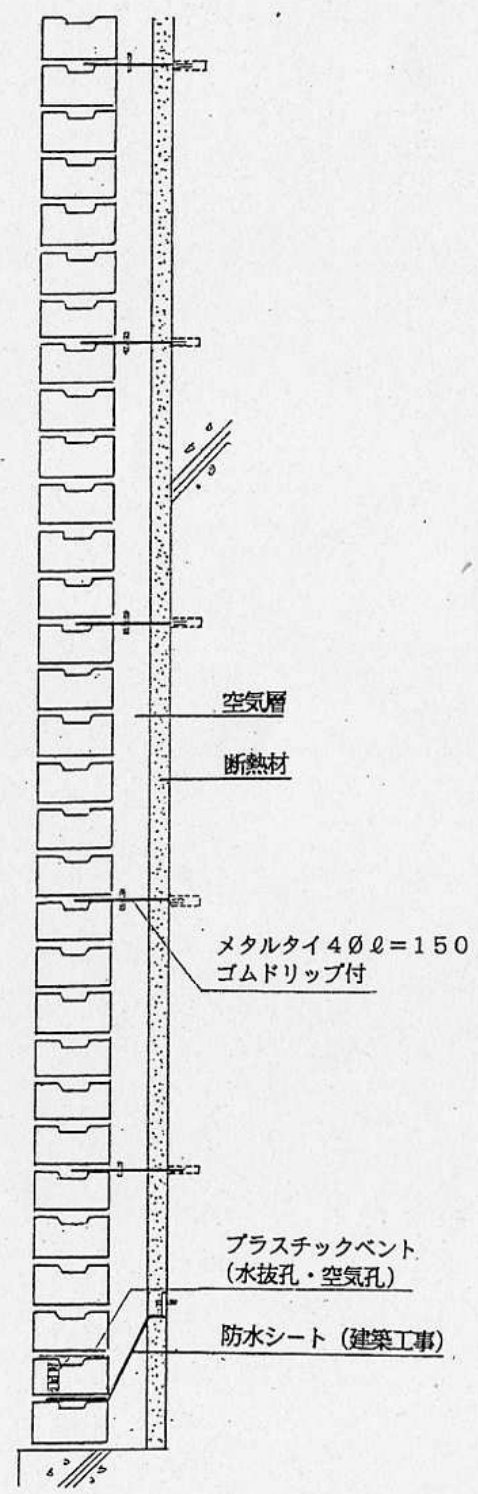 空気層
断熱材
メタルタイ4Øℓ=150
ゴムドリップ付
プラスチックベント
(水抜孔・空気孔)
防水シート(建築工事)